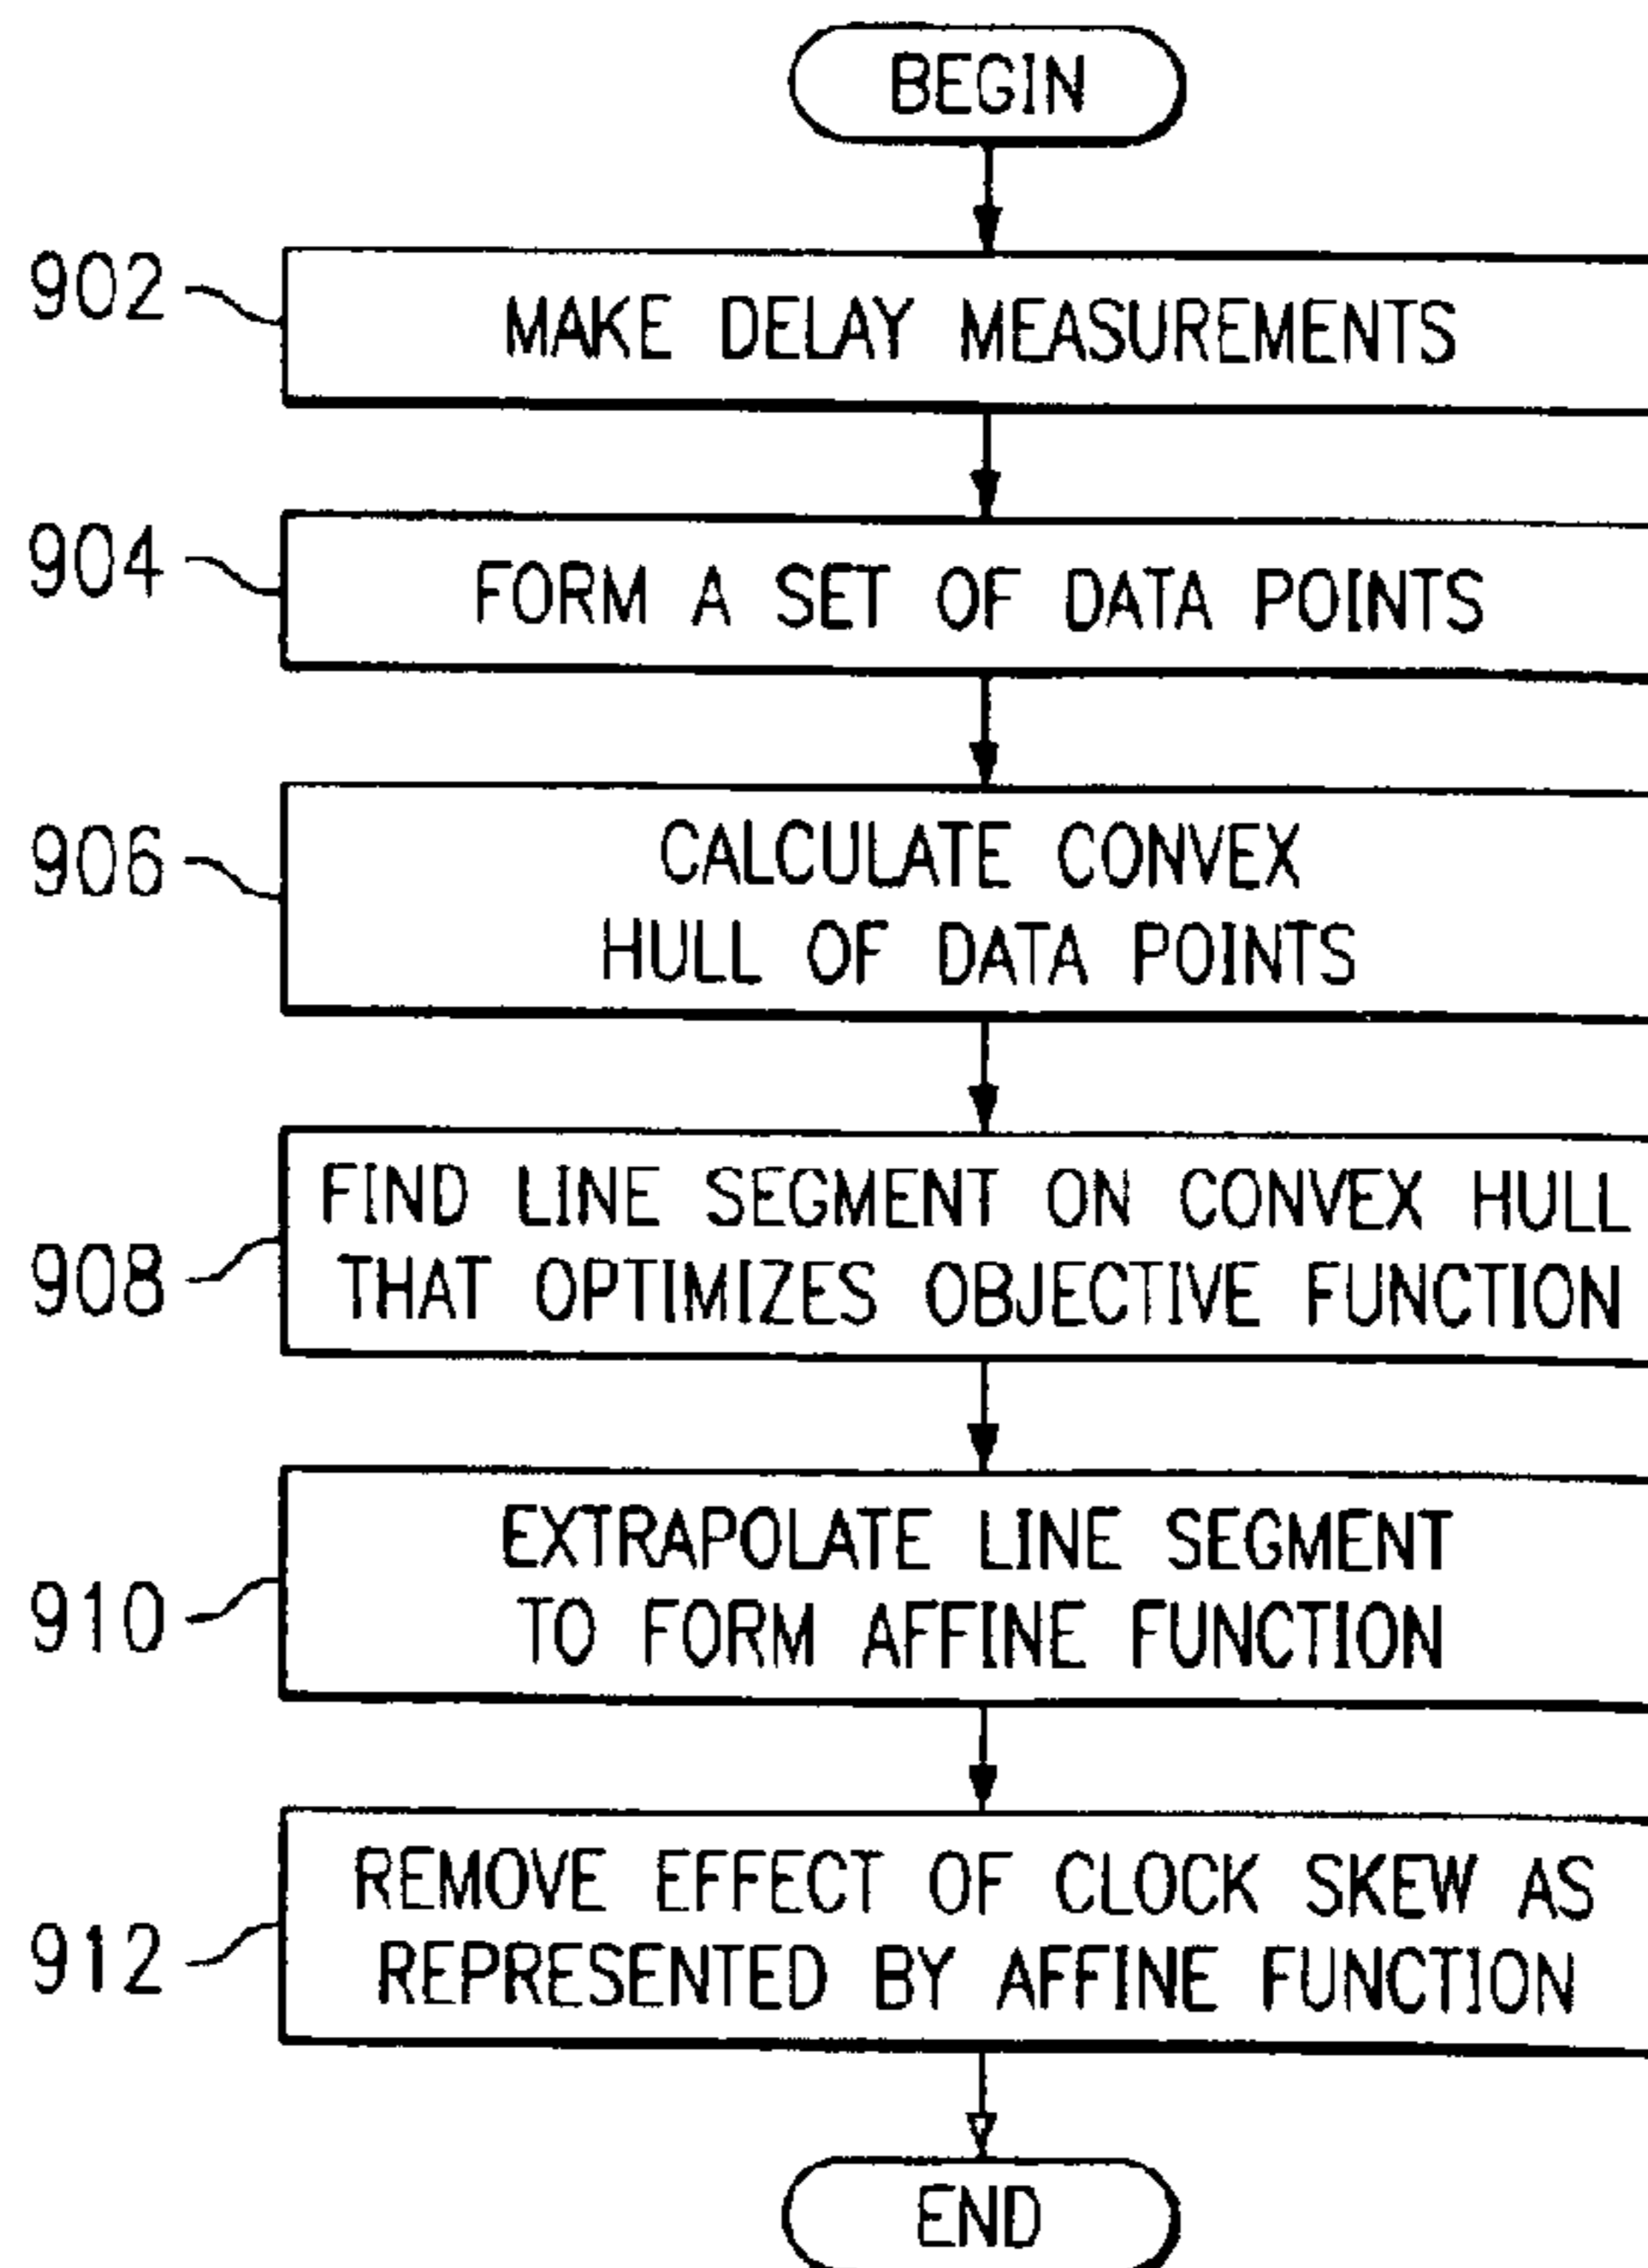 BEGIN
902
MAKE DELAY MEASUREMENTS
904
FORM A SET OF DATA POINTS
906
CALCULATE CONVEX
HULL OF DATA POINTS
908
FIND LINE SEGMENT ON CONVEX HULL
THAT OPTIMIZES OBJECTIVE FUNCTION
910
EXTRAPOLATE LINE SEGMENT
TO FORM AFFINE FUNCTION
912
REMOVE EFFECT OF CLOCK SKEW AS
REPRESENTED BY AFFINE FUNCTION
END